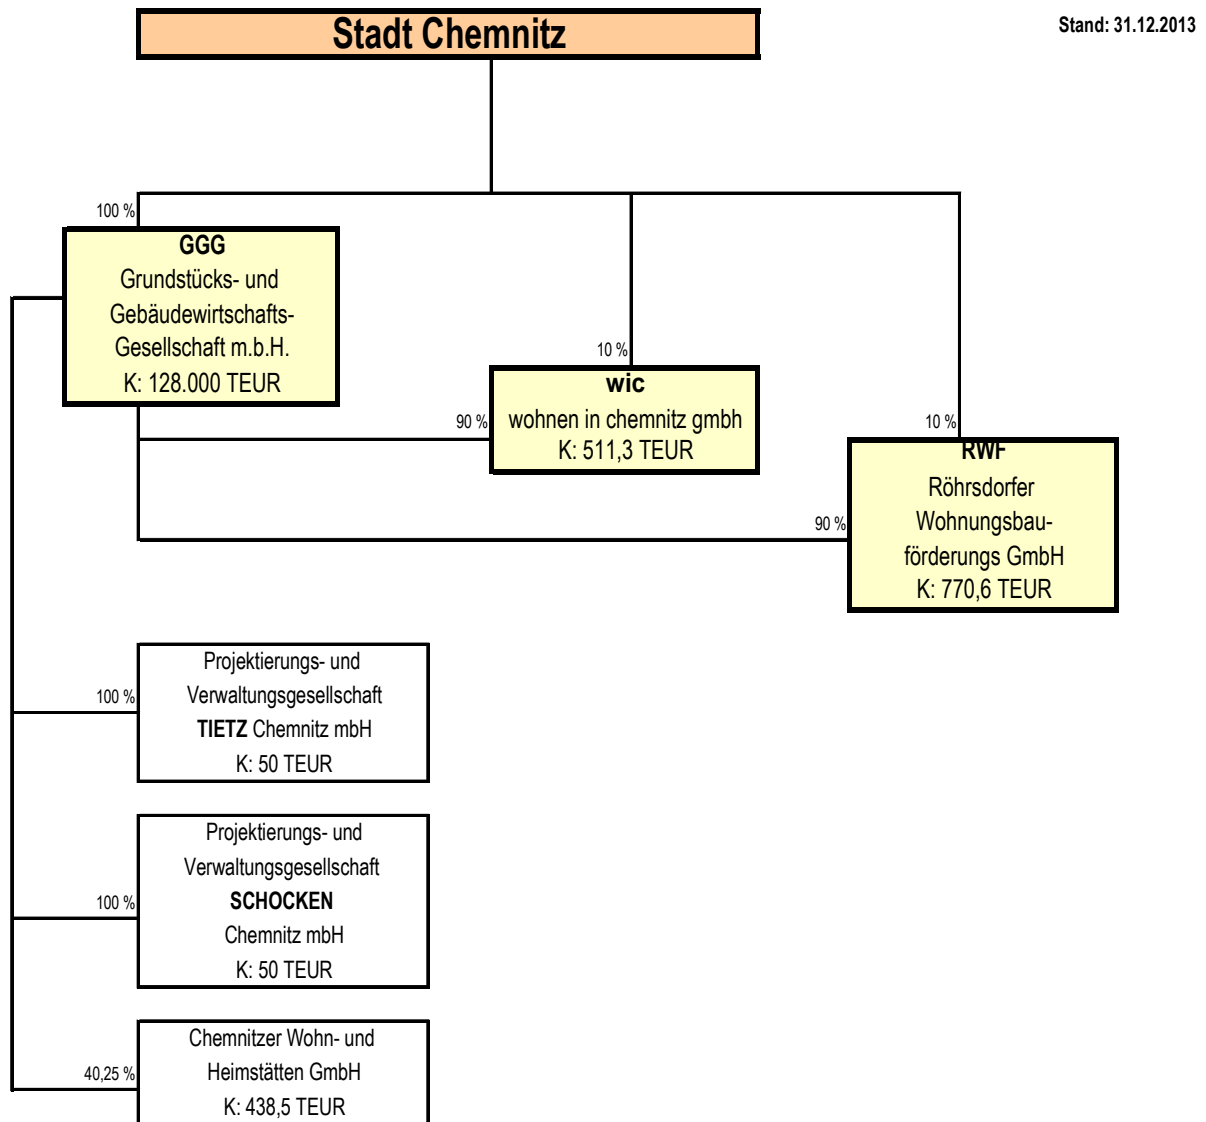 Stadt Chemnitz
Stand: 31.12.2013
100 %
GGG
Grundstücks- und
Gebäudewirtschafts-
Gesellschaft m.b.H.
K: 128.000 TEUR
10 %
90 %
wic
wohnen in chemnitz gmbh
K: 511,3 TEUR
10 %
90 %
RWF
Röhrsdorfer
Wohnungsbau-
förderungs GmbH
K: 770,6 TEUR
100 %
Projektierungs- und
Verwaltungsgesellschaft
TIETZ Chemnitz mbH
K: 50 TEUR
100 %
Projektierungs- und
Verwaltungsgesellschaft
SCHOCKEN
Chemnitz mbH
K: 50 TEUR
40,25 %
Chemnitzer Wohn- und
Heimstätten GmbH
K: 438,5 TEUR